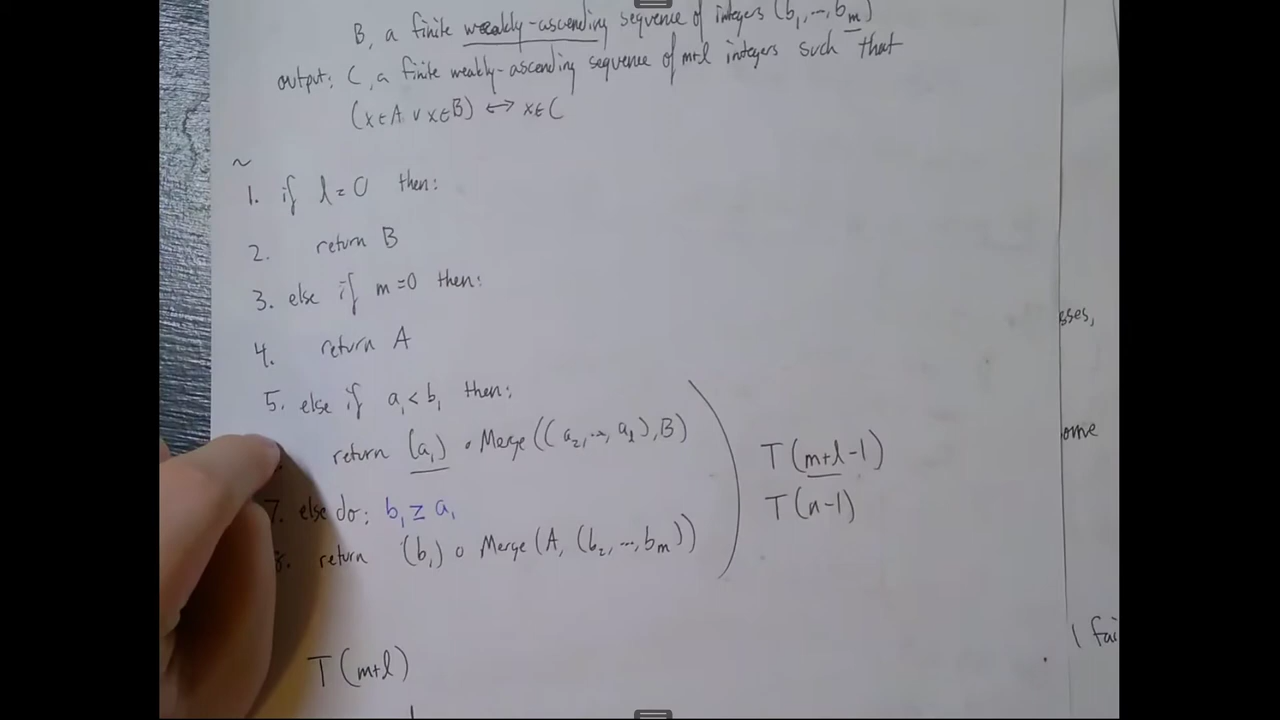 B, a finite weakly-ascending sequence of integers (b₁,...,bₘ)
output: C, a finite weakly-ascending sequence of m+l integers such that
(x∈A ∨ x∈B) ↔ x∈C
~
1. if l=0 then:
2. return B
3. else if m=0 then:
4. return A
5. else if a₁<b₁ then:
return (a₁) ∘ Merge((a₂,...,aₗ),B)
7. else do: b₁ ≥ a₁
8. return (b₁) ∘ Merge(A, (b₂,...,bₘ))
T(m+l-1)
T(n-1)
T(m+l)
sses,
ome
( fai